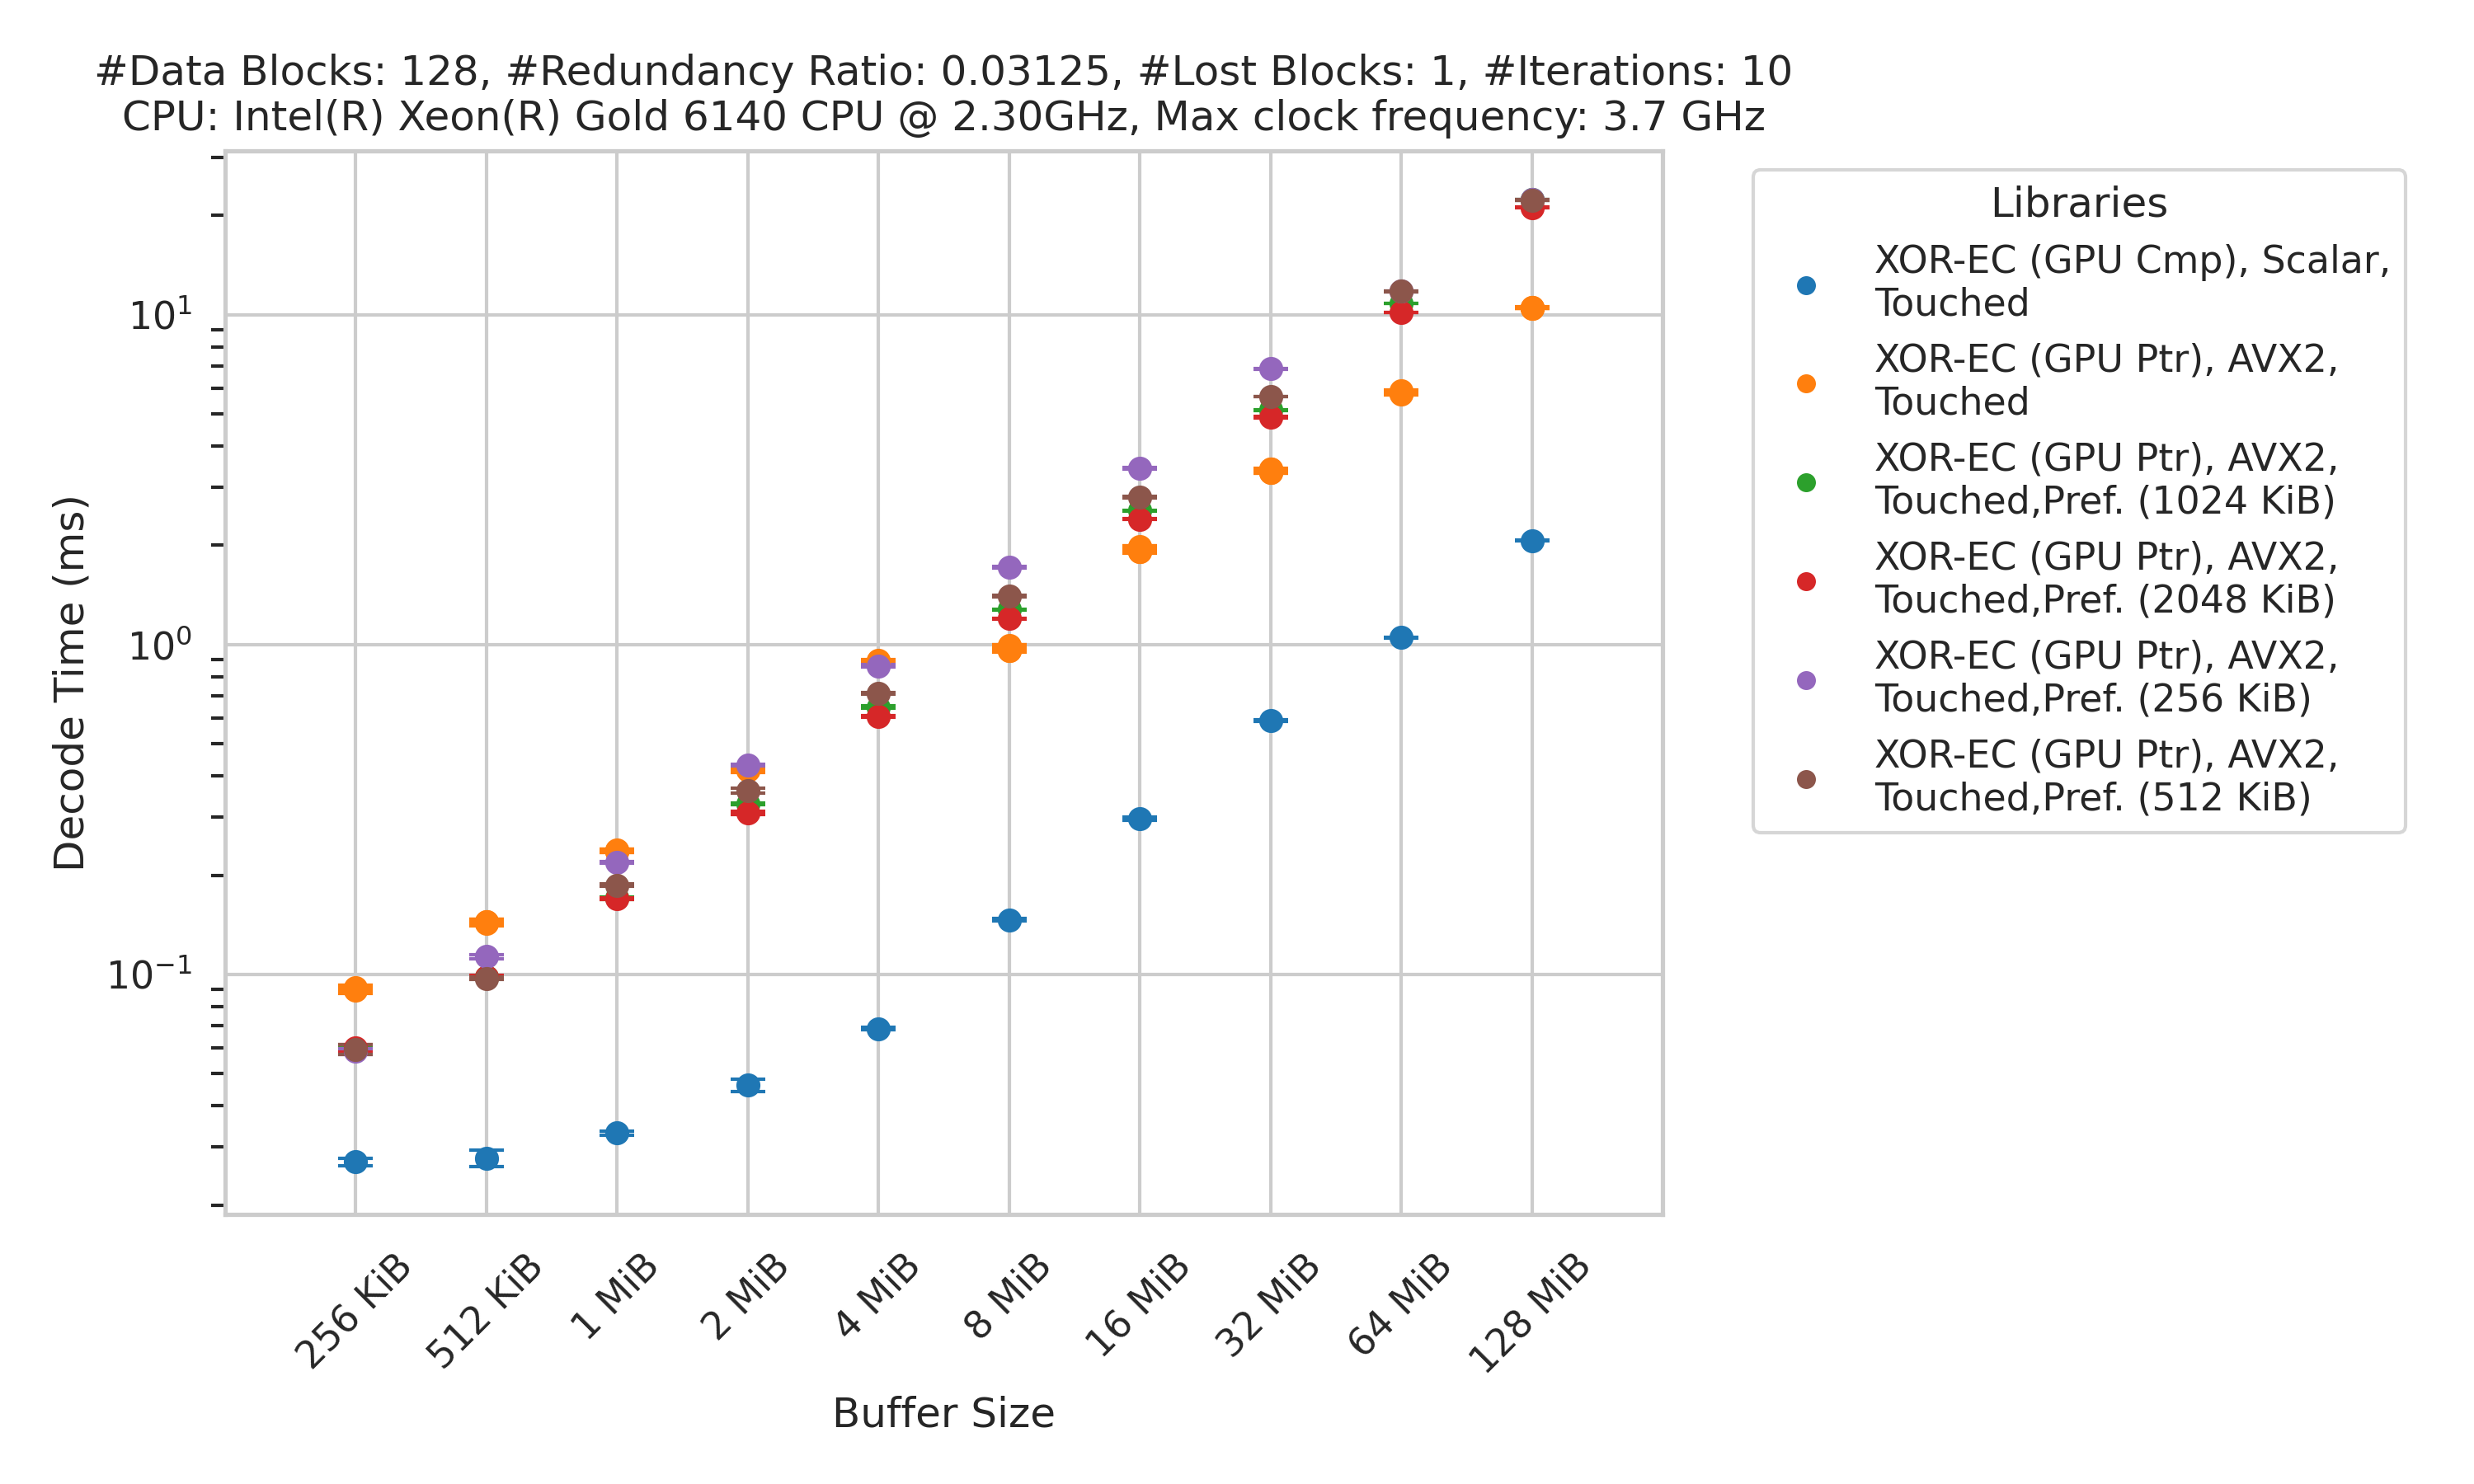 #Data Blocks: 128, #Redundancy Ratio: 0.03125, #Lost Blocks: 1, #Iterations: 10
CPU: Intel(R) Xeon(R) Gold 6140 CPU @ 2.30GHz, Max clock frequency: 3.7 GHz
Decode Time (ms)
10¹
10⁰
10⁻¹
256 KiB
512 KiB
1 MiB
2 MiB
4 MiB
8 MiB
16 MiB
32 MiB
64 MiB
128 MiB
Buffer Size
Libraries
XOR-EC (GPU Cmp), Scalar,
Touched
XOR-EC (GPU Ptr), AVX2,
Touched
XOR-EC (GPU Ptr), AVX2,
Touched,Pref. (1024 KiB)
XOR-EC (GPU Ptr), AVX2,
Touched,Pref. (2048 KiB)
XOR-EC (GPU Ptr), AVX2,
Touched,Pref. (256 KiB)
XOR-EC (GPU Ptr), AVX2,
Touched,Pref. (512 KiB)